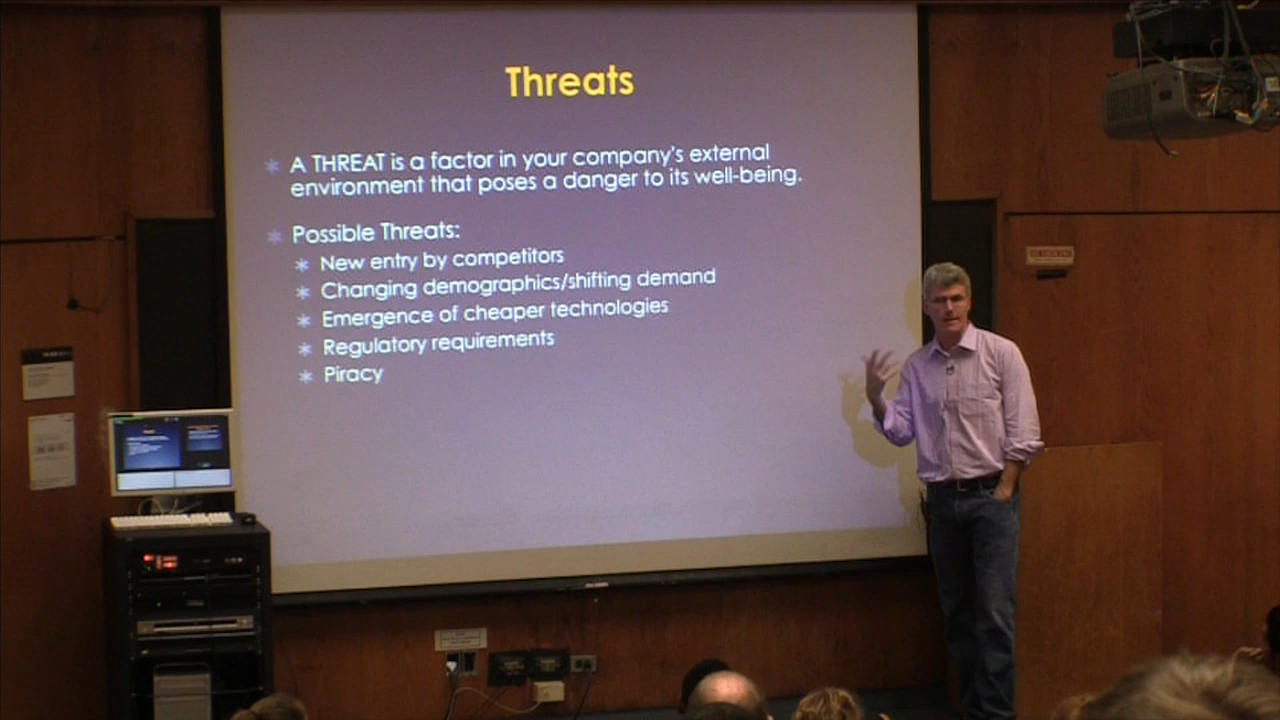 Threats
A THREAT is a factor in your company's external
environment that poses a danger to its well-being.
Possible Threats:
New entry by competitors
Changing demographics/shifting demand
Emergence of cheaper technologies
Regulatory requirements
Piracy